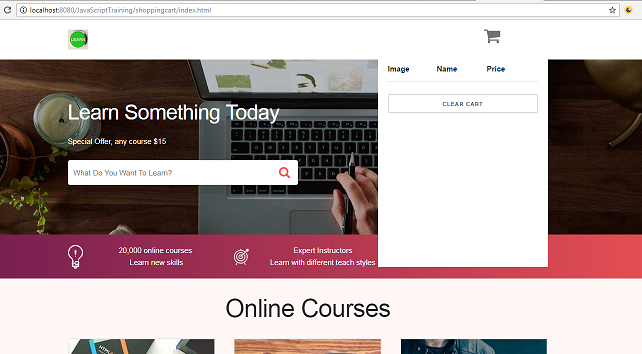 localhost:8080/JavaScriptTraining/shoppingcart/index.html
LEARN
Image Name Price
CLEAR CART
Learn Something Today
Special Offer, any course $15
What Do You Want To Learn?
20,000 online courses
Learn new skills
Expert Instructors
Learn with different teach styles
Online Courses